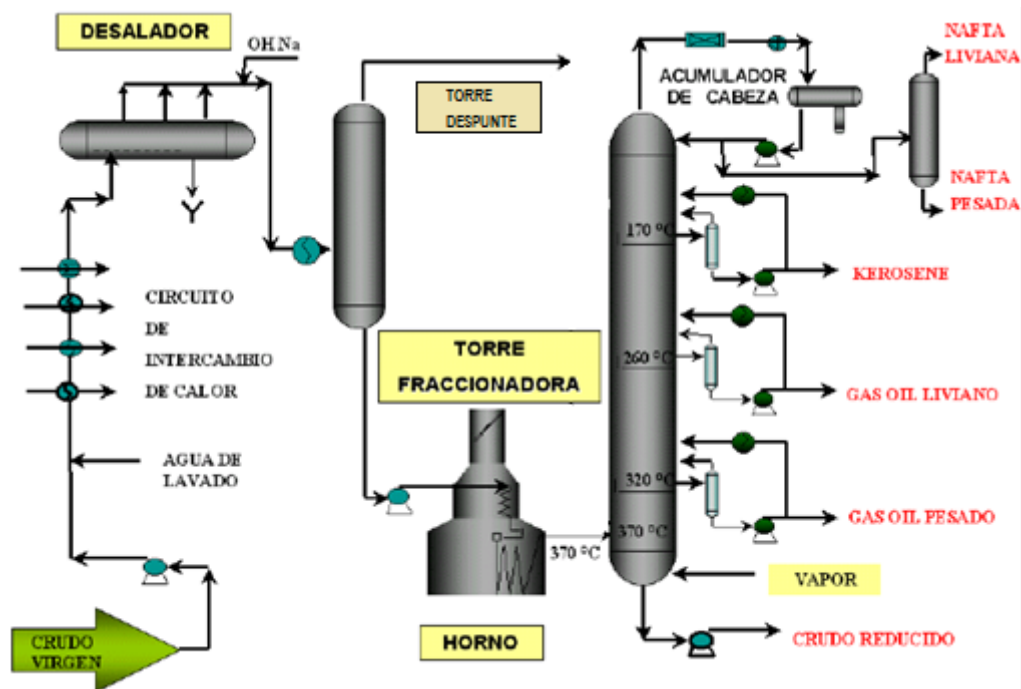 DESALADOR
OHNa
TORRE
DESPUNTE
ACUMULADOR
DE CABEZA
NAFTA
LIVIANA
NAFTA
PESADA
170 °C
KEROSENE
CIRCUITO
DE
INTERCAMBIO
DE CALOR
TORRE
FRACCIONADORA
260 °C
GAS OIL LIVIANO
AGUA DE
LAVADO
320 °C
GAS OIL PESADO
370 °C
370 °C
VAPOR
CRUDO
VIRGEN
HORNO
CRUDO REDUCIDO